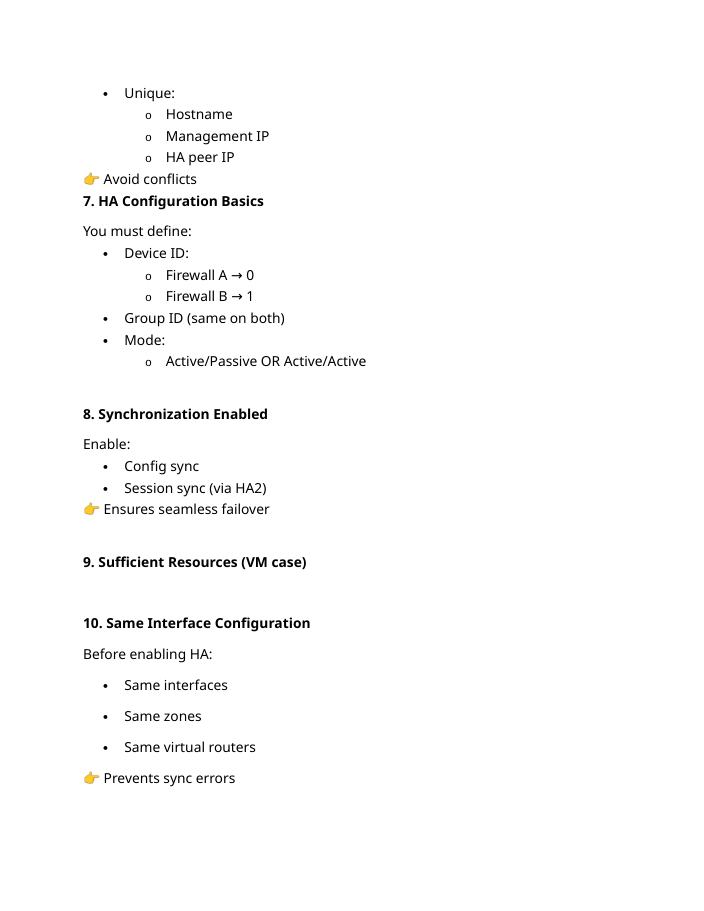 • Unique:
o Hostname
o Management IP
o HA peer IP
👉 Avoid conflicts
7. HA Configuration Basics
You must define:
• Device ID:
o Firewall A → 0
o Firewall B → 1
• Group ID (same on both)
• Mode:
o Active/Passive OR Active/Active
8. Synchronization Enabled
Enable:
• Config sync
• Session sync (via HA2)
👉 Ensures seamless failover
9. Sufficient Resources (VM case)
10. Same Interface Configuration
Before enabling HA:
• Same interfaces
• Same zones
• Same virtual routers
👉 Prevents sync errors